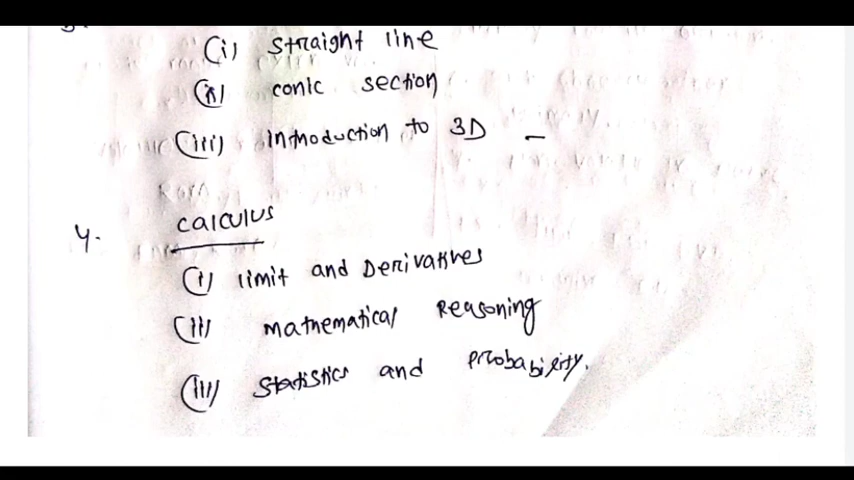 (i) straight line
(ii) conic section
(iii) introduction to 3D –
4. calculus
(i) limit and Derivatives
(ii) mathematical Reasoning
(iii) statistics and probability.